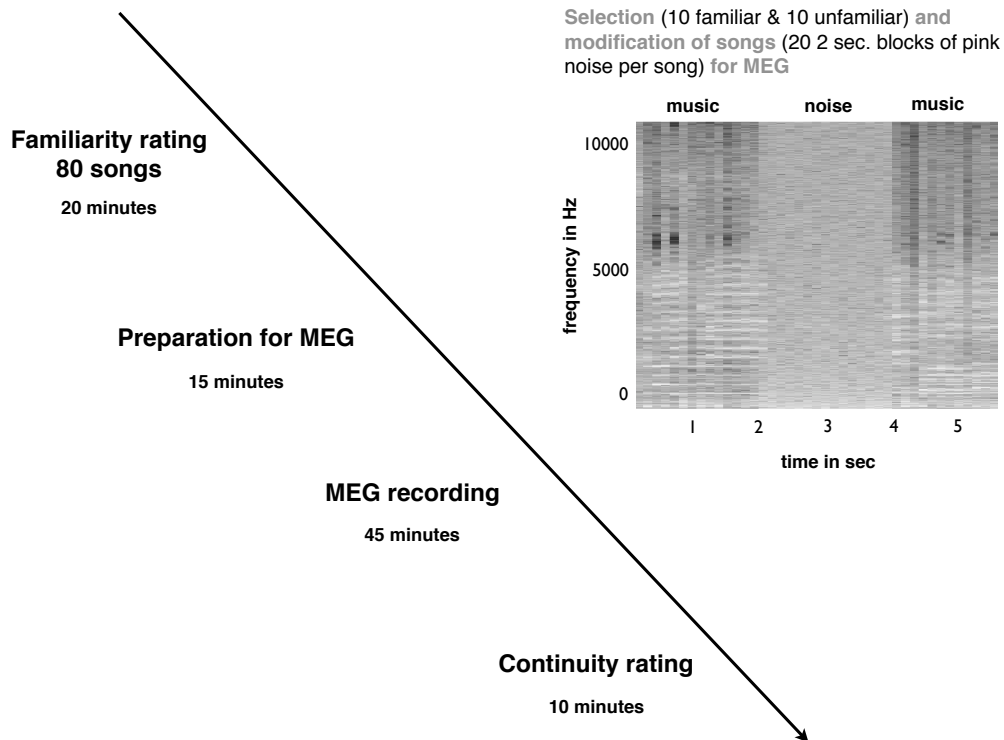 Selection (10 familiar & 10 unfamiliar) and
modification of songs (20 2 sec. blocks of pink
noise per song) for MEG
music noise music
10000
5000
0
frequency in Hz
1 2 3 4 5
time in sec
Familiarity rating
80 songs
20 minutes
Preparation for MEG
15 minutes
MEG recording
45 minutes
Continuity rating
10 minutes